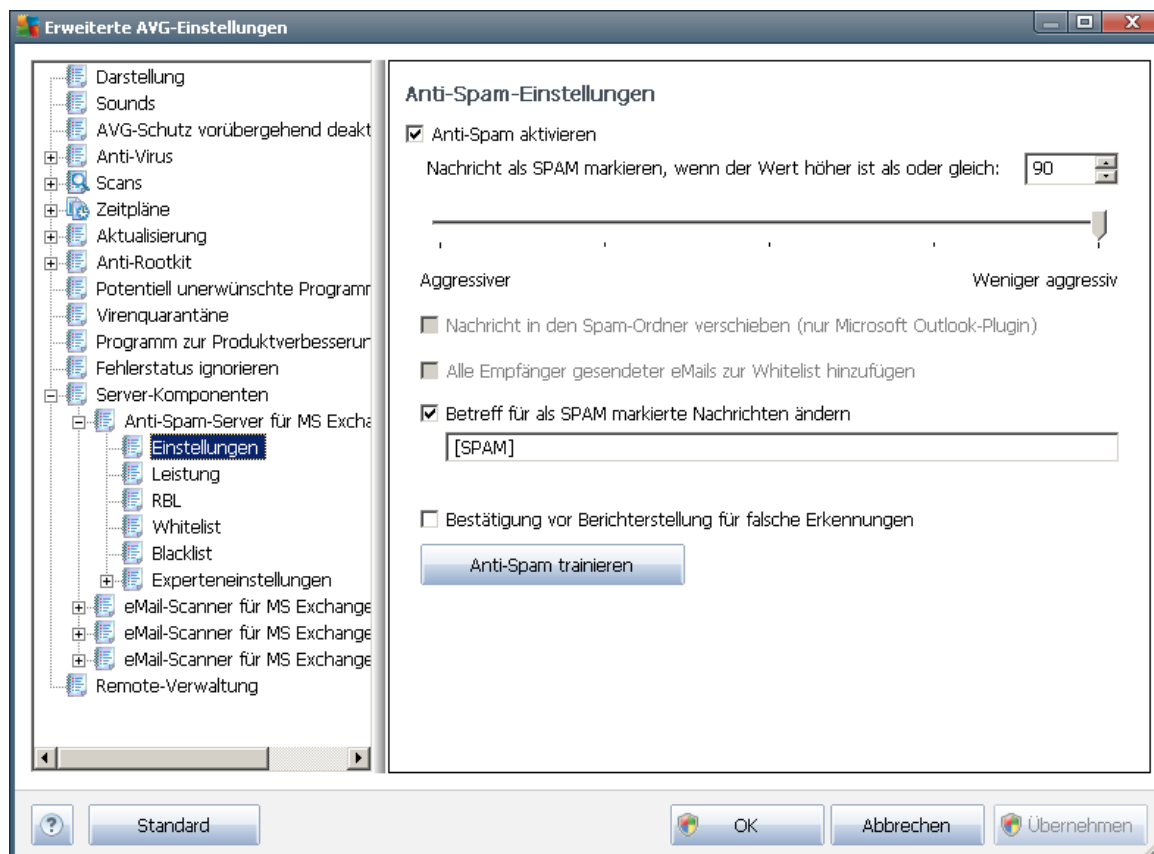 Erweiterte AVG-Einstellungen
Darstellung
Sounds
AVG-Schutz vorübergehend deakt
Anti-Virus
Scans
Zeitpläne
Aktualisierung
Anti-Rootkit
Potentiell unerwünschte Programm
Virenquarantäne
Programm zur Produktverbesserun
Fehlerstatus ignorieren
Server-Komponenten
Anti-Spam-Server für MS Excha
Einstellungen
Leistung
RBL
Whitelist
Blacklist
Experteneinstellungen
eMail-Scanner für MS Exchange
eMail-Scanner für MS Exchange
eMail-Scanner für MS Exchange
Remote-Verwaltung
Anti-Spam-Einstellungen
Anti-Spam aktivieren
Nachricht als SPAM markieren, wenn der Wert höher ist als oder gleich: 90
Aggressiver Weniger aggressiv
Nachricht in den Spam-Ordner verschieben (nur Microsoft Outlook-Plugin)
Alle Empfänger gesendeter eMails zur Whitelist hinzufügen
Betreff für als SPAM markierte Nachrichten ändern
[SPAM]
Bestätigung vor Berichterstellung für falsche Erkennungen
Anti-Spam trainieren
? Standard OK Abbrechen Übernehmen